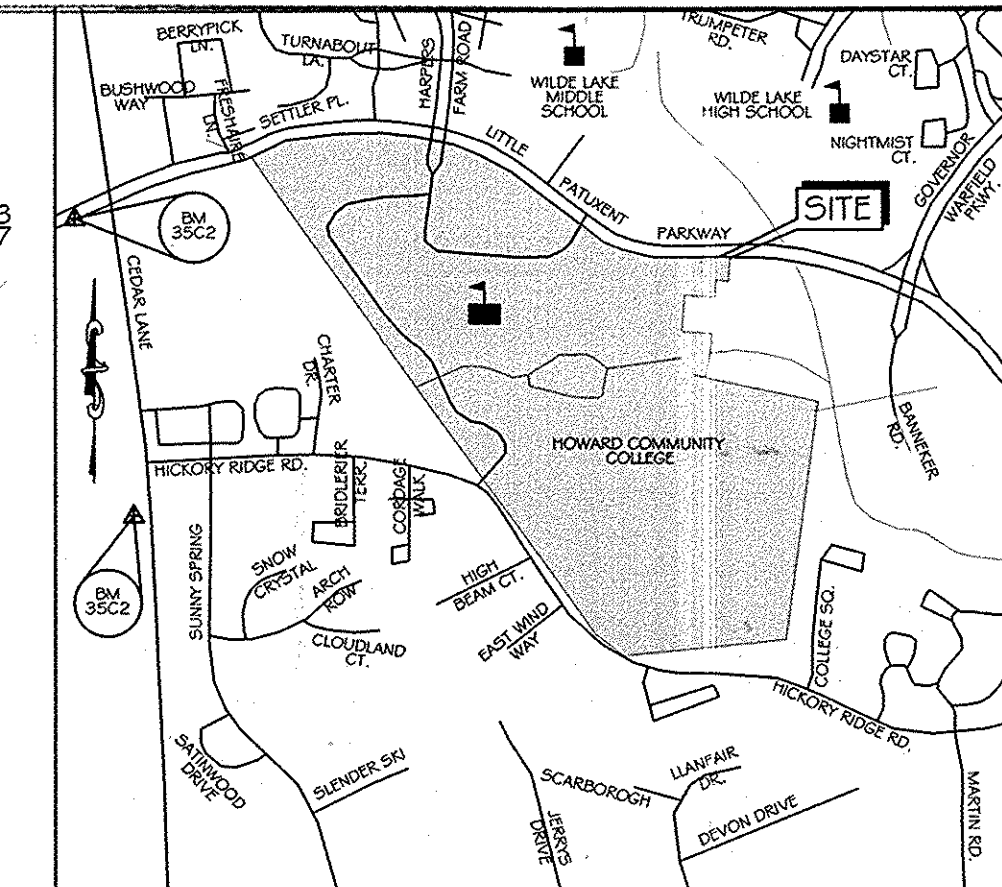 BERRYPICK
LN.
TURNABOUT
LA.
HARPERS
FARM ROAD
TRUMPETER
RD.
DAYSTAR
CT.
BUSHWOOD
WAY
FRESHAIRE
LN.
SETTLER PL.
WILDE LAKE
MIDDLE
SCHOOL
WILDE LAKE
HIGH SCHOOL
NIGHTMIST
CT.
GOVERNOR
WARFIELD
PKWY.
LITTLE
PATUXENT
PARKWAY
SITE
3
7
BM
35C2
CEDAR LANE
CHARTER
DR.
HOWARD COMMUNITY
COLLEGE
BANNEKER
RD.
HICKORY RIDGE RD.
BRIDLERIER
TERR.
CORDAGE
WALK
BM
35C2
SUNNY SPRING
SNOW
CRYSTAL
ARCH
ROW
CLOUDLAND
CT.
HIGH
BEAM CT.
EAST WIND
WAY
COLLEGE SQ.
HICKORY RIDGE RD.
SATINWOOD
DRIVE
SLENDER SKI
SCARBOROGH
LLANFAIR
DR.
JERRYS
DRIVE
DEVON DRIVE
MARTIN RD.